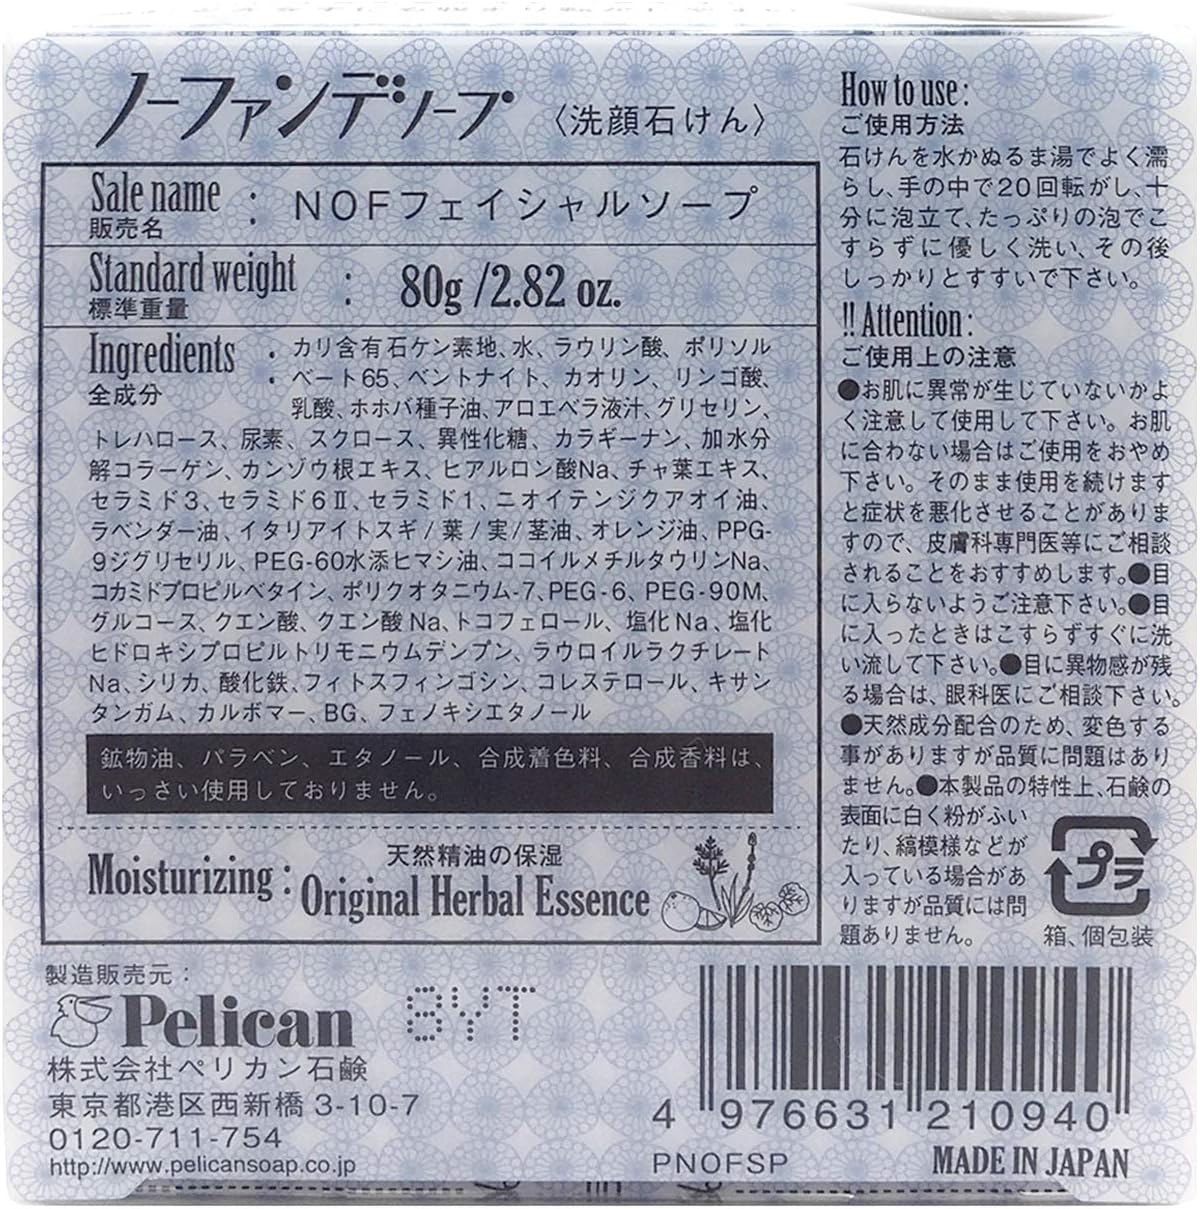 ノーファンデソープ 〈洗顔石けん〉
Sale name : NOFフェイシャルソープ
販売名
Standard weight : 80g /2.82 oz.
標準重量
Ingredients : カリ含有石ケン素地、水、ラウリン酸、ポリソル
全成分 ベート65、ベントナイト、カオリン、リンゴ酸、
乳酸、ホホバ種子油、アロエベラ液汁、グリセリン、
トレハロース、尿素、スクロース、異性化糖、カラギーナン、加水分
解コラーゲン、カンゾウ根エキス、ヒアルロン酸Na、チャ葉エキス、
セラミド3、セラミド6Ⅱ、セラミド1、ニオイテンジクアオイ油、
ラベンダー油、イタリアイトスギ/葉/実/茎油、オレンジ油、PPG-
9ジグリセリル、PEG-60水添ヒマシ油、ココイルメチルタウリンNa、
コカミドプロピルベタイン、ポリクオタニウム-7、PEG-6、PEG-90M、
グルコース、クエン酸、クエン酸Na、トコフェロール、塩化Na、塩化
ヒドロキシプロピルトリモニウムデンプン、ラウロイルラクチレート
Na、シリカ、酸化鉄、フィトスフィンゴシン、コレステロール、キサン
タンガム、カルボマー、BG、フェノキシエタノール
鉱物油、パラベン、エタノール、合成着色料、合成香料は、
いっさい使用しておりません。
天然精油の保湿
Moisturizing : Original Herbal Essence
How to use :
ご使用方法
石けんを水かぬるま湯でよく濡
らし、手の中で20回転がし、十
分に泡立て、たっぷりの泡でこ
すらずに優しく洗い、その後
しっかりとすすいで下さい。
!! Attention :
ご使用上の注意
●お肌に異常が生じていないかよ
く注意して使用して下さい。お肌
に合わない場合はご使用をおやめ
下さい。そのまま使用を続けます
と症状を悪化させることがありま
すので、皮膚科専門医等にご相談
されることをおすすめします。●目
に入らないようご注意下さい。●目
に入ったときはこすらずすぐに洗
い流して下さい。●目に異物感が残
る場合は、眼科医にご相談下さい。
●天然成分配合のため、変色する
事がありますが品質に問題はあり
ません。●本製品の特性上、石鹸の
表面に白く粉がふい
たり、縞模様などが
入っている場合があ
りますが品質には問
題ありません。
プラ
箱、個包装
製造販売元：
Pelican 8YT
株式会社ペリカン石鹸
東京都港区西新橋 3-10-7
0120-711-754
http://www.pelicansoap.co.jp
4 976631 210940
PNOFSP MADE IN JAPAN